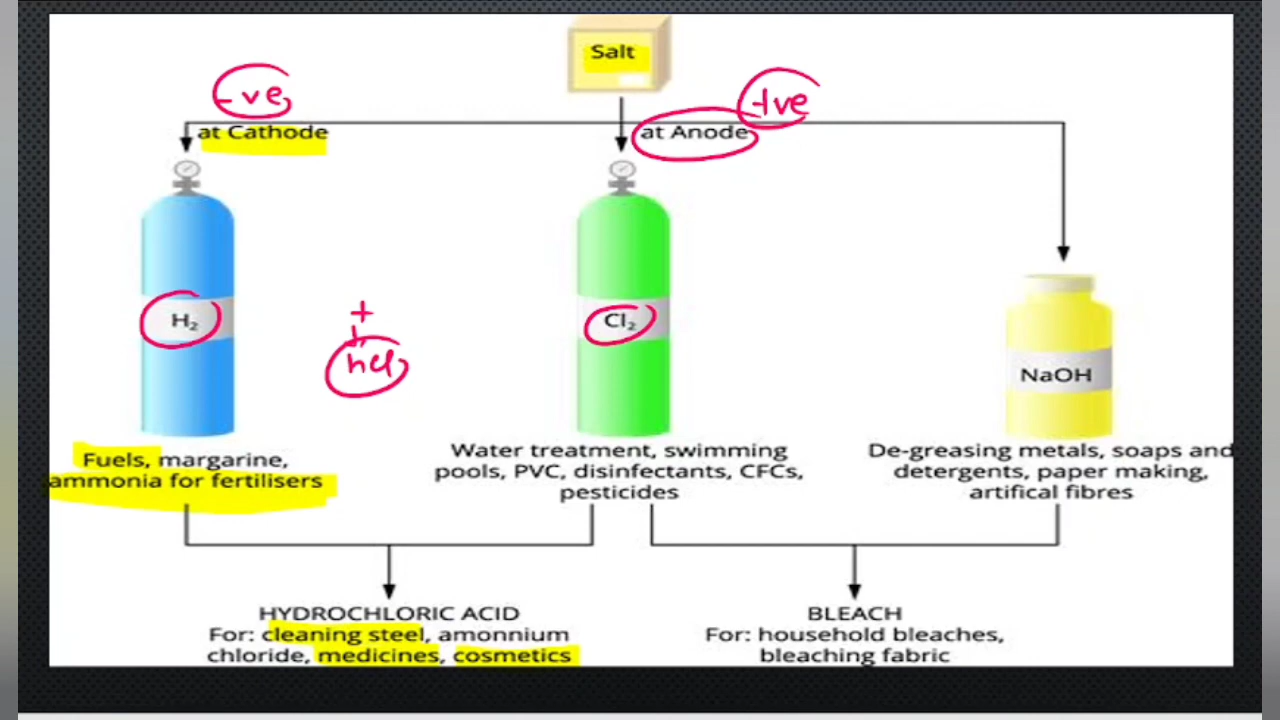 Salt
-ve
+ve
at Cathode
at Anode
H₂
+
hcl
Cl₂
NaOH
Fuels, margarine,
ammonia for fertilisers
Water treatment, swimming
pools, PVC, disinfectants, CFCs,
pesticides
De-greasing metals, soaps and
detergents, paper making,
artifical fibres
HYDROCHLORIC ACID
For: cleaning steel, amonnium
chloride, medicines, cosmetics
BLEACH
For: household bleaches,
bleaching fabric